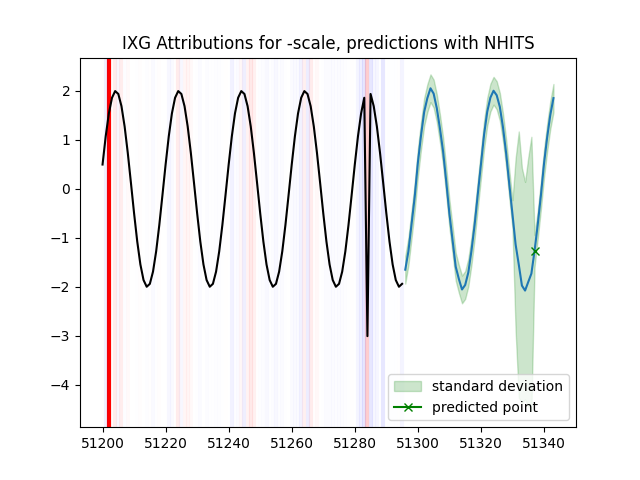 IXG Attributions for -scale, predictions with NHITS
2
1
0
−1
−2
−3
−4
standard deviation
predicted point
51200 51220 51240 51260 51280 51300 51320 51340